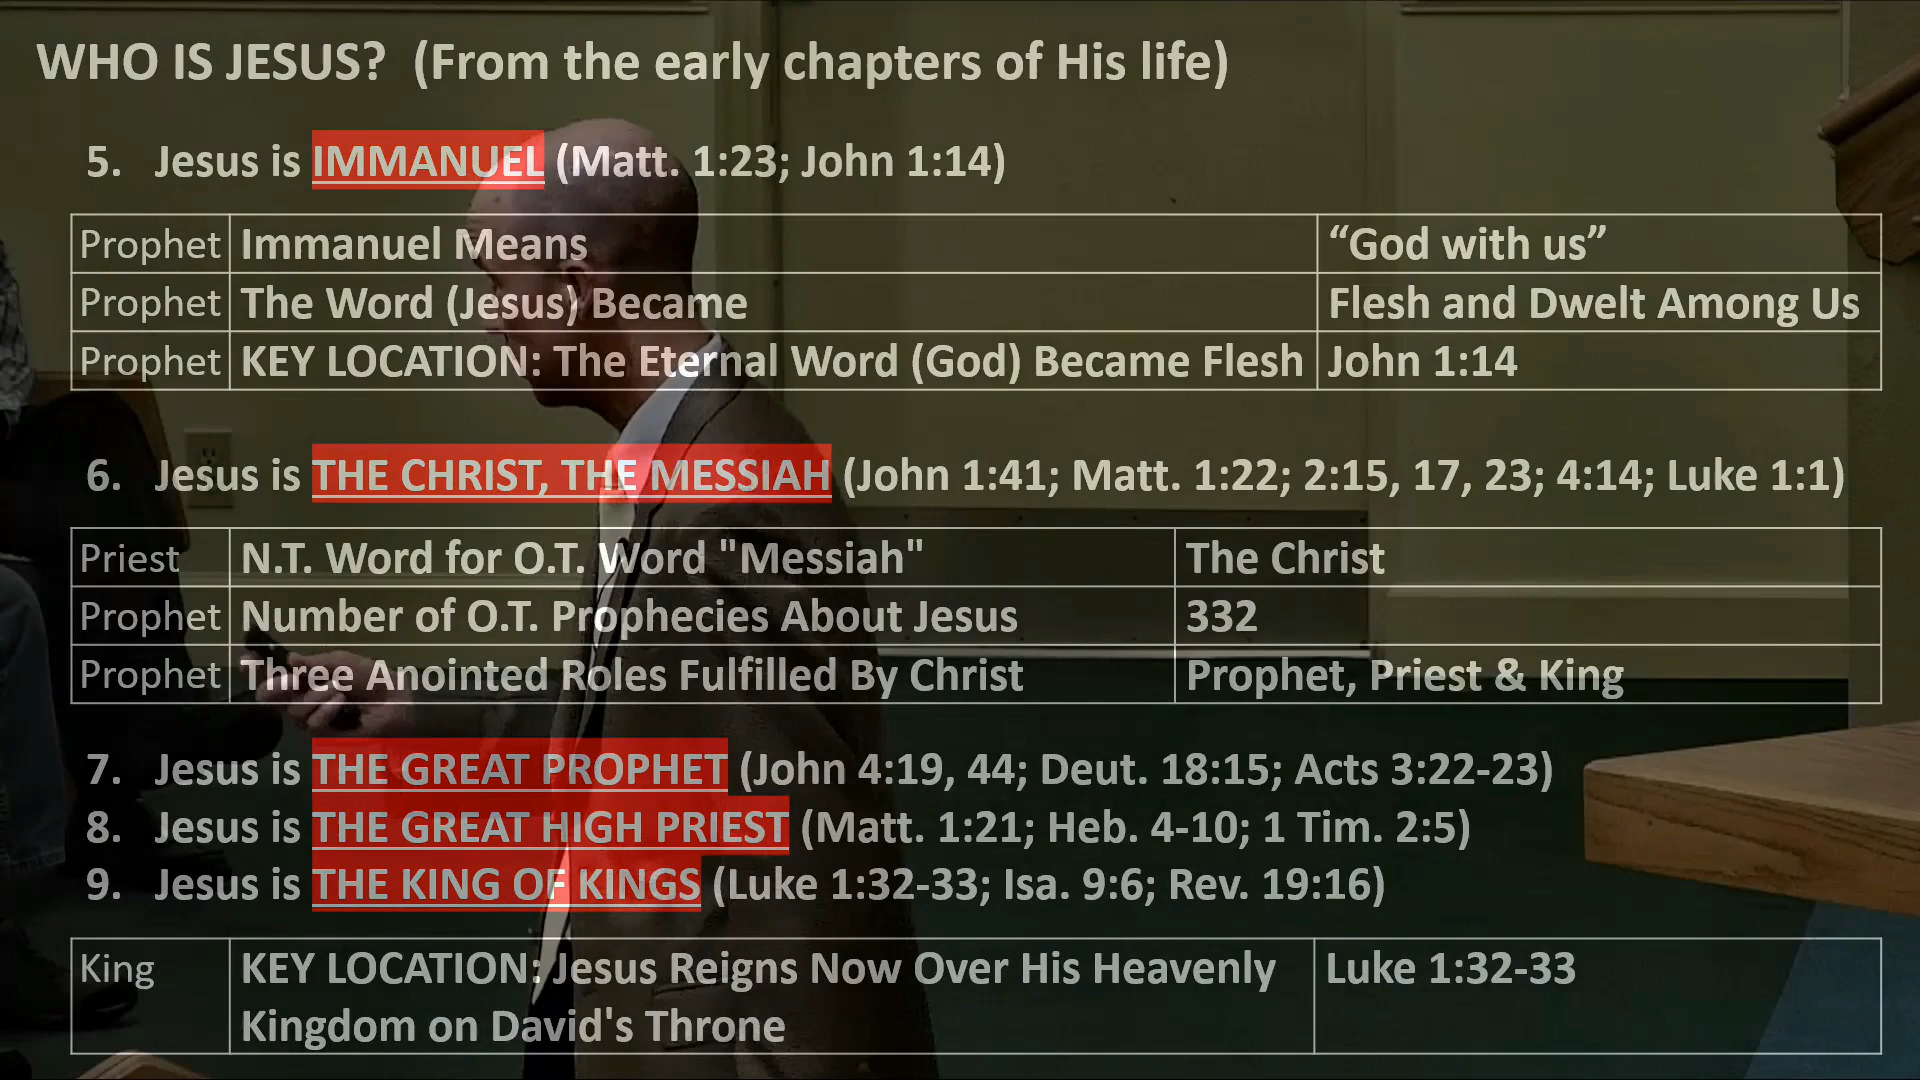 WHO IS JESUS? (From the early chapters of His life)
5. Jesus is IMMANUEL (Matt. 1:23; John 1:14)
Prophet Immanuel Means “God with us”
Prophet The Word (Jesus) Became Flesh and Dwelt Among Us
Prophet KEY LOCATION: The Eternal Word (God) Became Flesh John 1:14
6. Jesus is THE CHRIST, THE MESSIAH (John 1:41; Matt. 1:22; 2:15, 17, 23; 4:14; Luke 1:1)
Priest N.T. Word for O.T. Word "Messiah" The Christ
Prophet Number of O.T. Prophecies About Jesus 332
Prophet Three Anointed Roles Fulfilled By Christ Prophet, Priest & King
7. Jesus is THE GREAT PROPHET (John 4:19, 44; Deut. 18:15; Acts 3:22-23)
8. Jesus is THE GREAT HIGH PRIEST (Matt. 1:21; Heb. 4-10; 1 Tim. 2:5)
9. Jesus is THE KING OF KINGS (Luke 1:32-33; Isa. 9:6; Rev. 19:16)
King KEY LOCATION: Jesus Reigns Now Over His Heavenly Luke 1:32-33
Kingdom on David's Throne